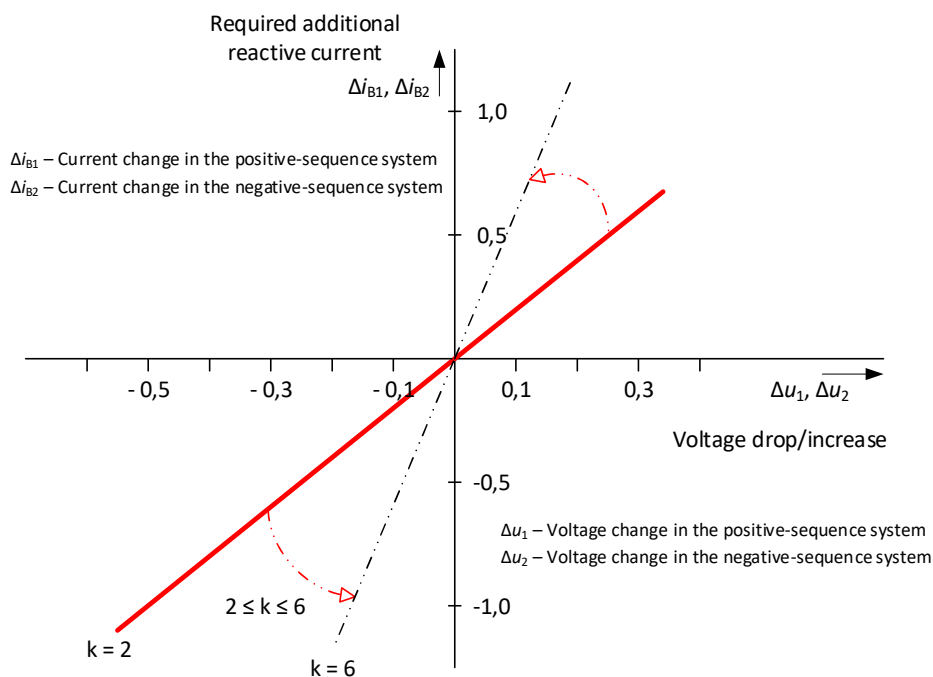 Required additional
reactive current
Δi_B1, Δi_B2
1,0
Δi_B1 – Current change in the positive-sequence system
Δi_B2 – Current change in the negative-sequence system
0,5
- 0,5
- 0,3
- 0,1
0,1
0,3
Δu_1, Δu_2
Voltage drop/increase
-0,5
Δu_1 – Voltage change in the positive-sequence system
Δu_2 – Voltage change in the negative-sequence system
2 ≤ k ≤ 6
-1,0
k = 2
k = 6